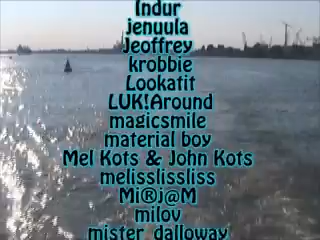 Indur
jenuula
Jeoffrey
krobbie
Lookatit
LUK!Around
magicsmile
material boy
Mel Kots & John Kots
melisslissliss
Mi®j@M
milov
mister_dalloway